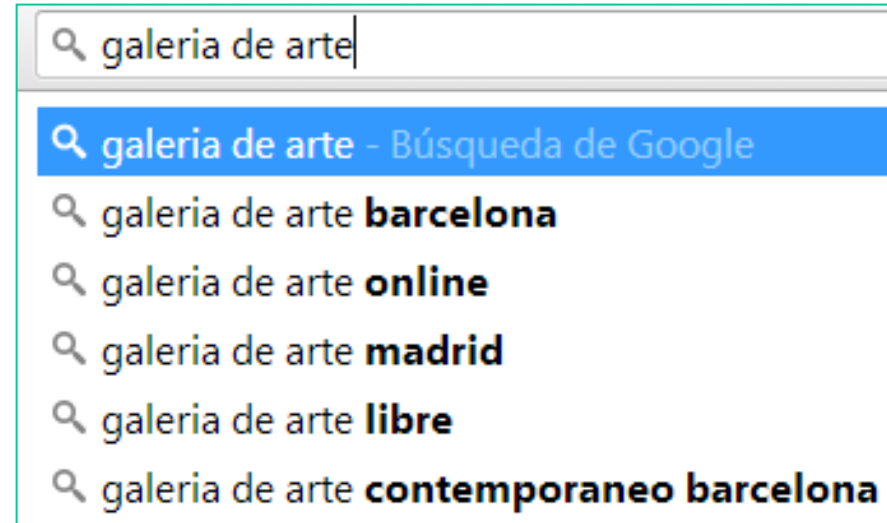 galeria de arte
galeria de arte - Búsqueda de Google
galeria de arte barcelona
galeria de arte online
galeria de arte madrid
galeria de arte libre
galeria de arte contemporaneo barcelona